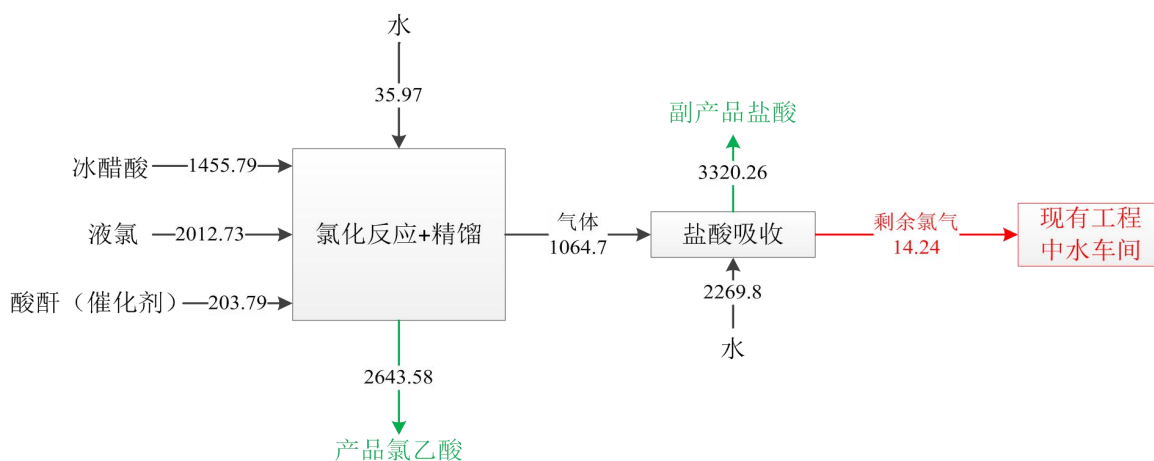 水
35.97
副产品盐酸
3320.26
冰醋酸
1455.79
液氯
2012.73
酸酐（催化剂）
203.79
氯化反应+精馏
气体
1064.7
盐酸吸收
剩余氯气
14.24
现有工程
中水车间
2269.8
水
2643.58
产品氯乙酸